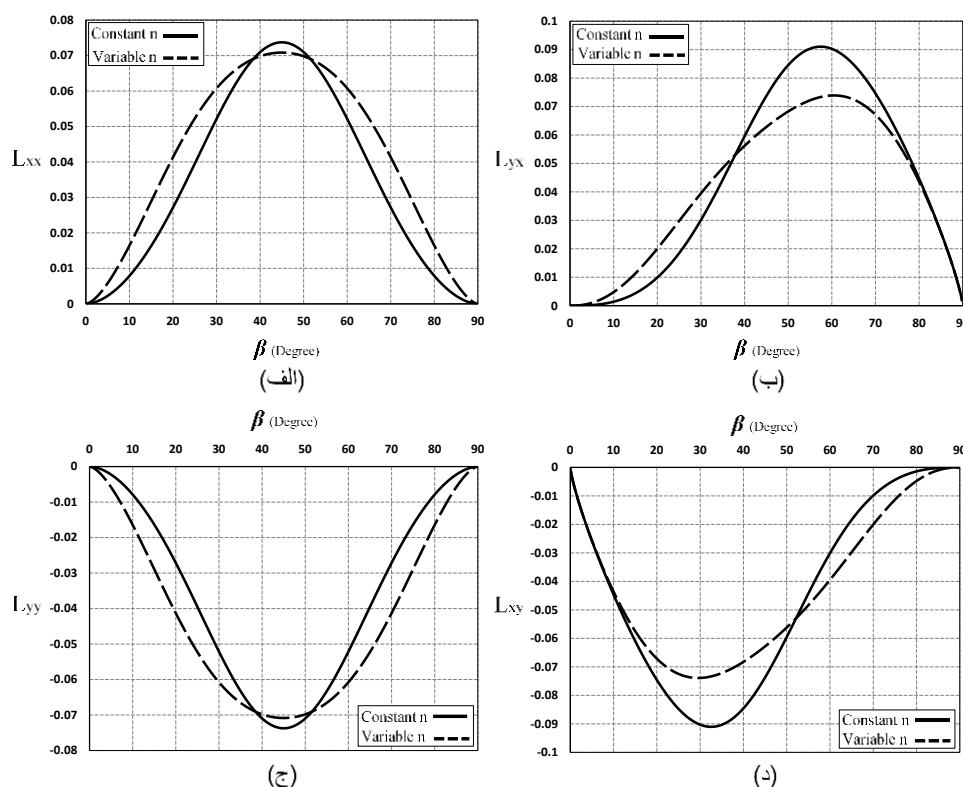 Constant n
Variable n
0.08
0.07
0.06
0.05
0.04
0.03
0.02
0.01
0
Lxx
0 10 20 30 40 50 60 70 80 90
β (Degree)
(الف)
Constant n
Variable n
0.1
0.09
0.08
0.07
0.06
0.05
0.04
0.03
0.02
0.01
0
Lyx
0 10 20 30 40 50 60 70 80 90
β (Degree)
(ب)
β (Degree)
0 10 20 30 40 50 60 70 80 90
0
-0.01
-0.02
-0.03
-0.04
-0.05
-0.06
-0.07
-0.08
Lyy
Constant n
Variable n
(ج)
β (Degree)
0 10 20 30 40 50 60 70 80 90
0
-0.01
-0.02
-0.03
-0.04
-0.05
-0.06
-0.07
-0.08
-0.09
-0.1
Lxy
Constant n
Variable n
(د)